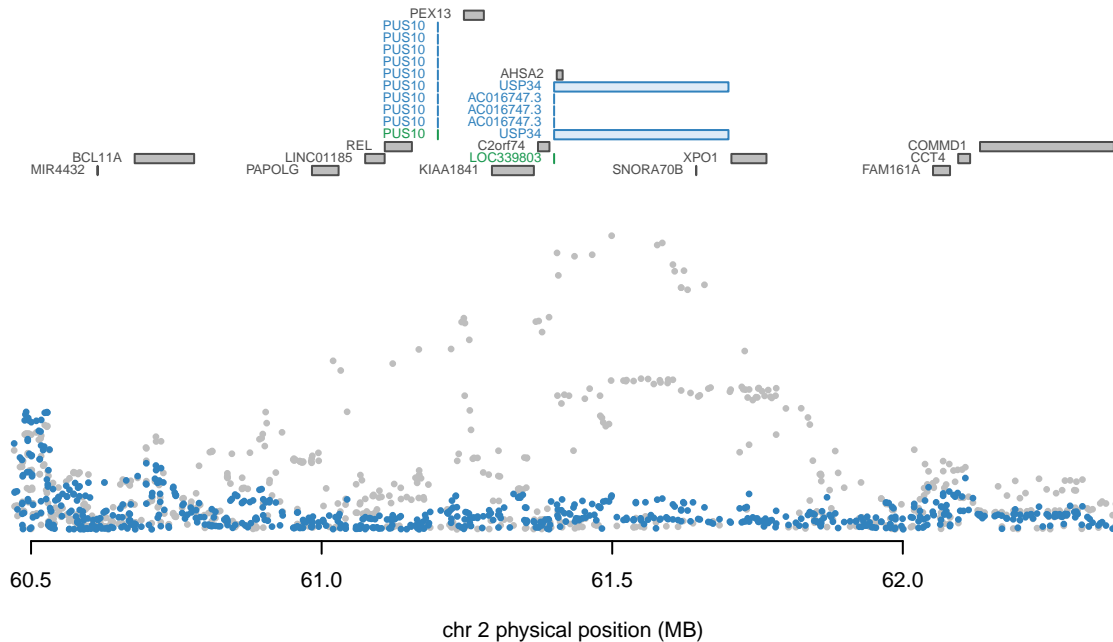 PEX13
PUS10
PUS10
PUS10
PUS10
PUS10 AHSA2
PUS10 USP34
PUS10 AC016747.3
PUS10 AC016747.3
PUS10 AC016747.3
PUS10 USP34
REL C2orf74 COMMD1
BCL11A LINC01185 LOC339803 XPO1 CCT4
MIR4432 PAPOLG KIAA1841 SNORA70B FAM161A
60.5 61.0 61.5 62.0
chr 2 physical position (MB)